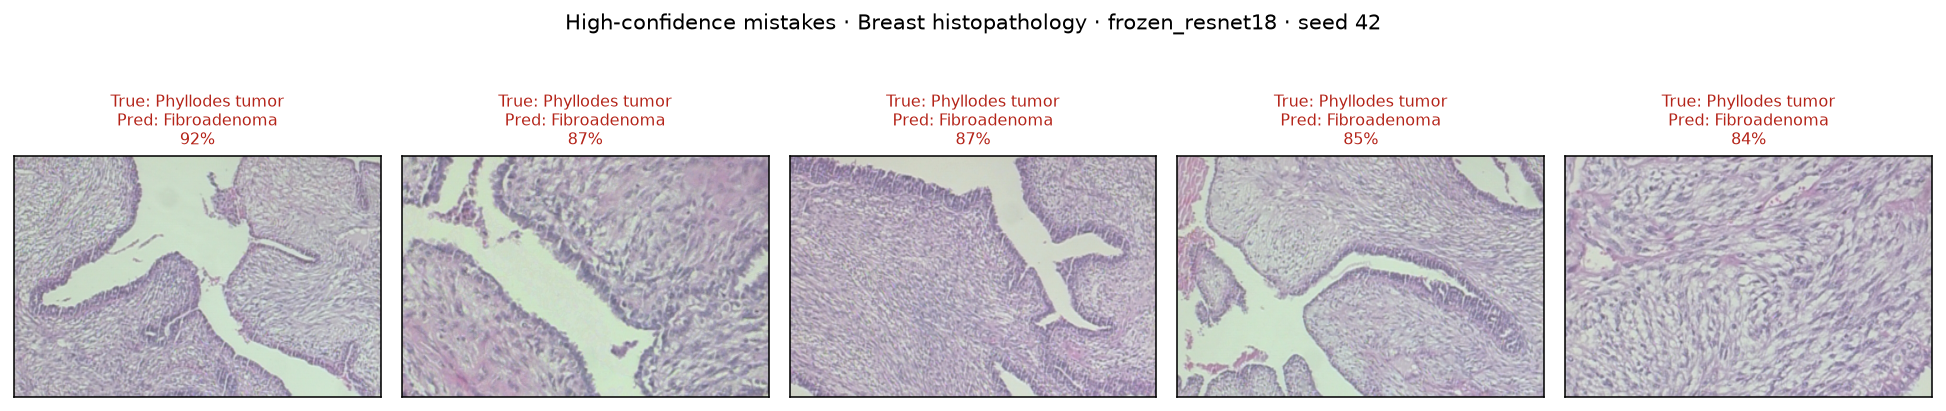 High-confidence mistakes · Breast histopathology · frozen_resnet18 · seed 42
True: Phyllodes tumor
Pred: Fibroadenoma
92%
True: Phyllodes tumor
Pred: Fibroadenoma
87%
True: Phyllodes tumor
Pred: Fibroadenoma
87%
True: Phyllodes tumor
Pred: Fibroadenoma
85%
True: Phyllodes tumor
Pred: Fibroadenoma
84%